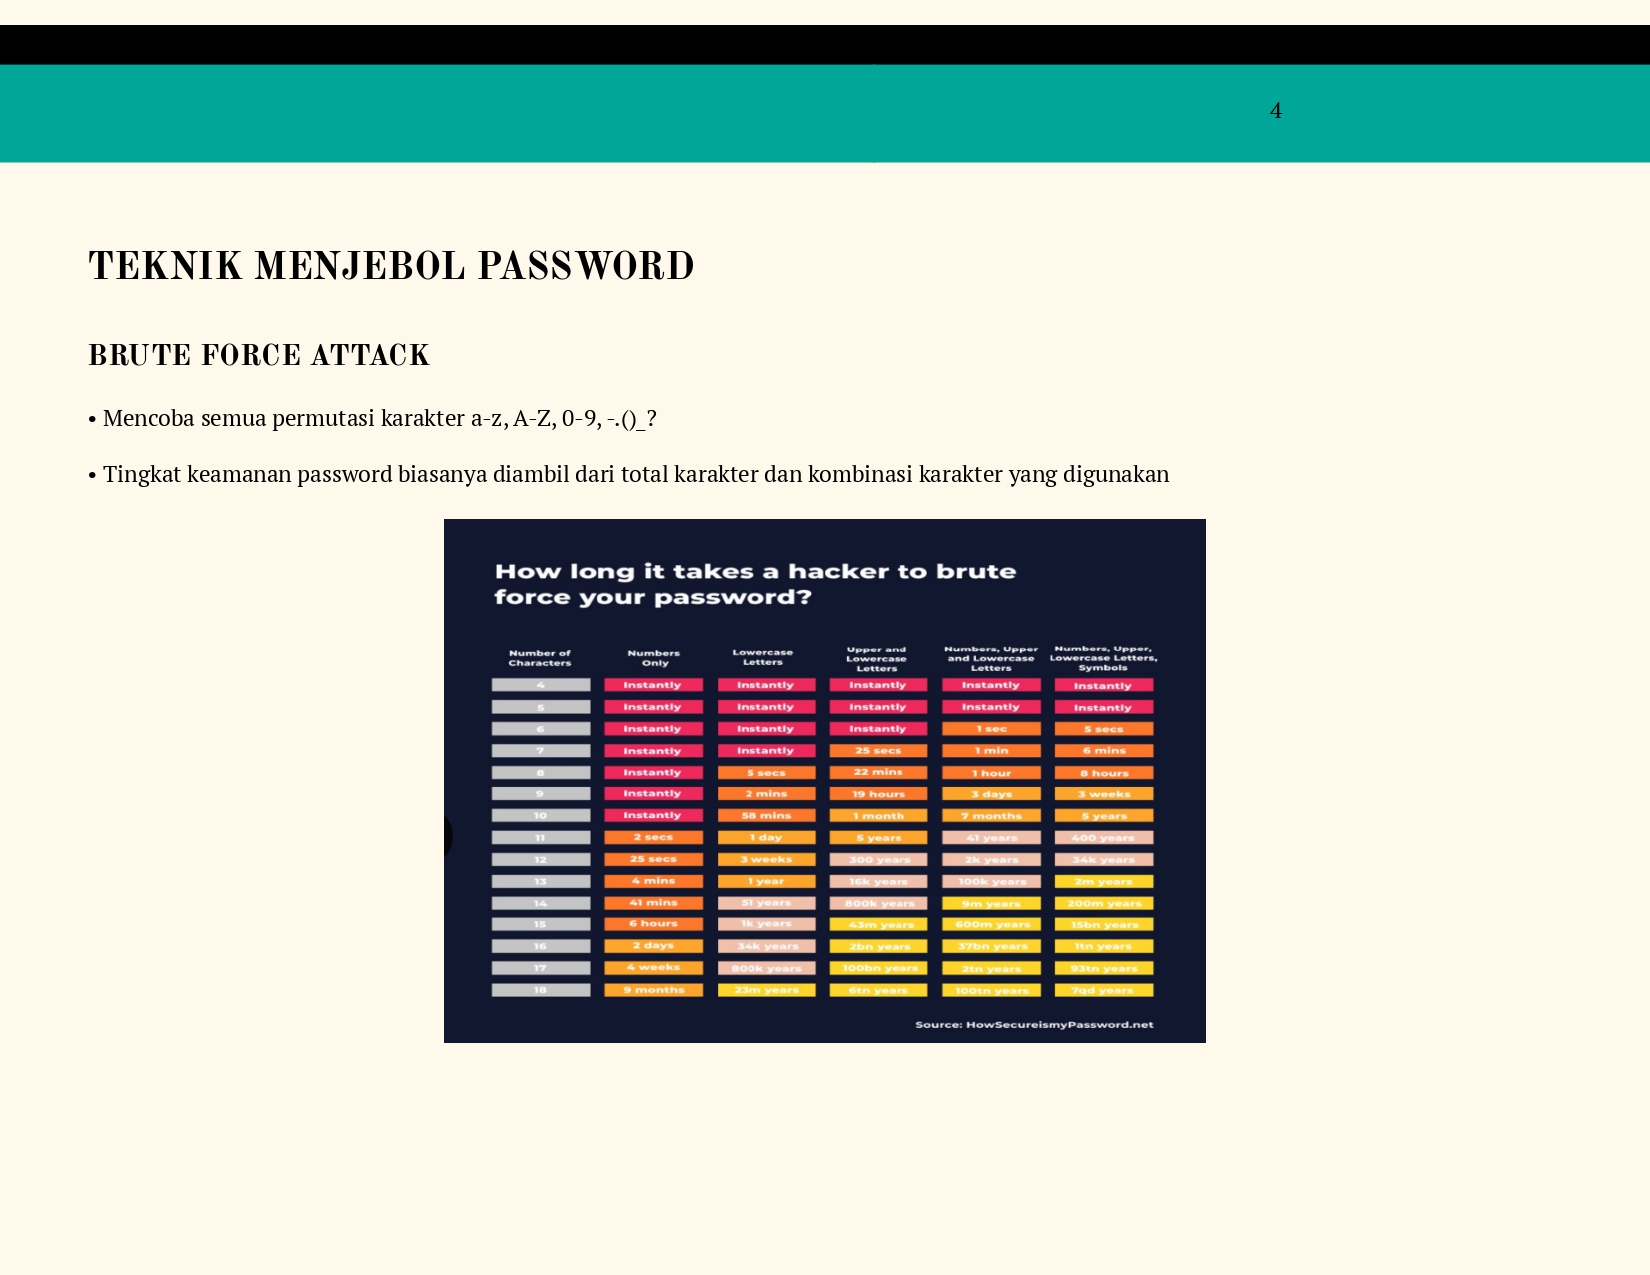 4
TEKNIK MENJEBOL PASSWORD
BRUTE FORCE ATTACK
• Mencoba semua permutasi karakter a-z, A-Z, 0-9, -.()_?
• Tingkat keamanan password biasanya diambil dari total karakter dan kombinasi karakter yang digunakan
How long it takes a hacker to brute
force your password?
Number of Characters Numbers Only Lowercase Letters Upper and Lowercase Letters Numbers, Upper and Lowercase Letters Numbers, Upper, Lowercase Letters, Symbols
4 Instantly Instantly Instantly Instantly Instantly
5 Instantly Instantly Instantly Instantly Instantly
6 Instantly Instantly Instantly 1 sec 5 secs
7 Instantly Instantly 25 secs 1 min 6 mins
8 Instantly 5 secs 22 mins 1 hour 8 hours
9 Instantly 2 mins 19 hours 3 days 3 weeks
10 Instantly 58 mins 1 month 7 months 5 years
11 2 secs 1 day 5 years 41 years 400 years
12 25 secs 3 weeks 300 years 2k years 34k years
13 4 mins 1 year 16k years 100k years 2m years
14 41 mins 51 years 800k years 9m years 200m years
15 6 hours 1k years 43m years 600m years 15bn years
16 2 days 34k years 2bn years 37bn years 1tn years
17 4 weeks 800k years 100bn years 2tn years 93tn years
18 9 months 23m years 6tn years 100tn years 7qd years
Source: HowSecureismyPassword.net